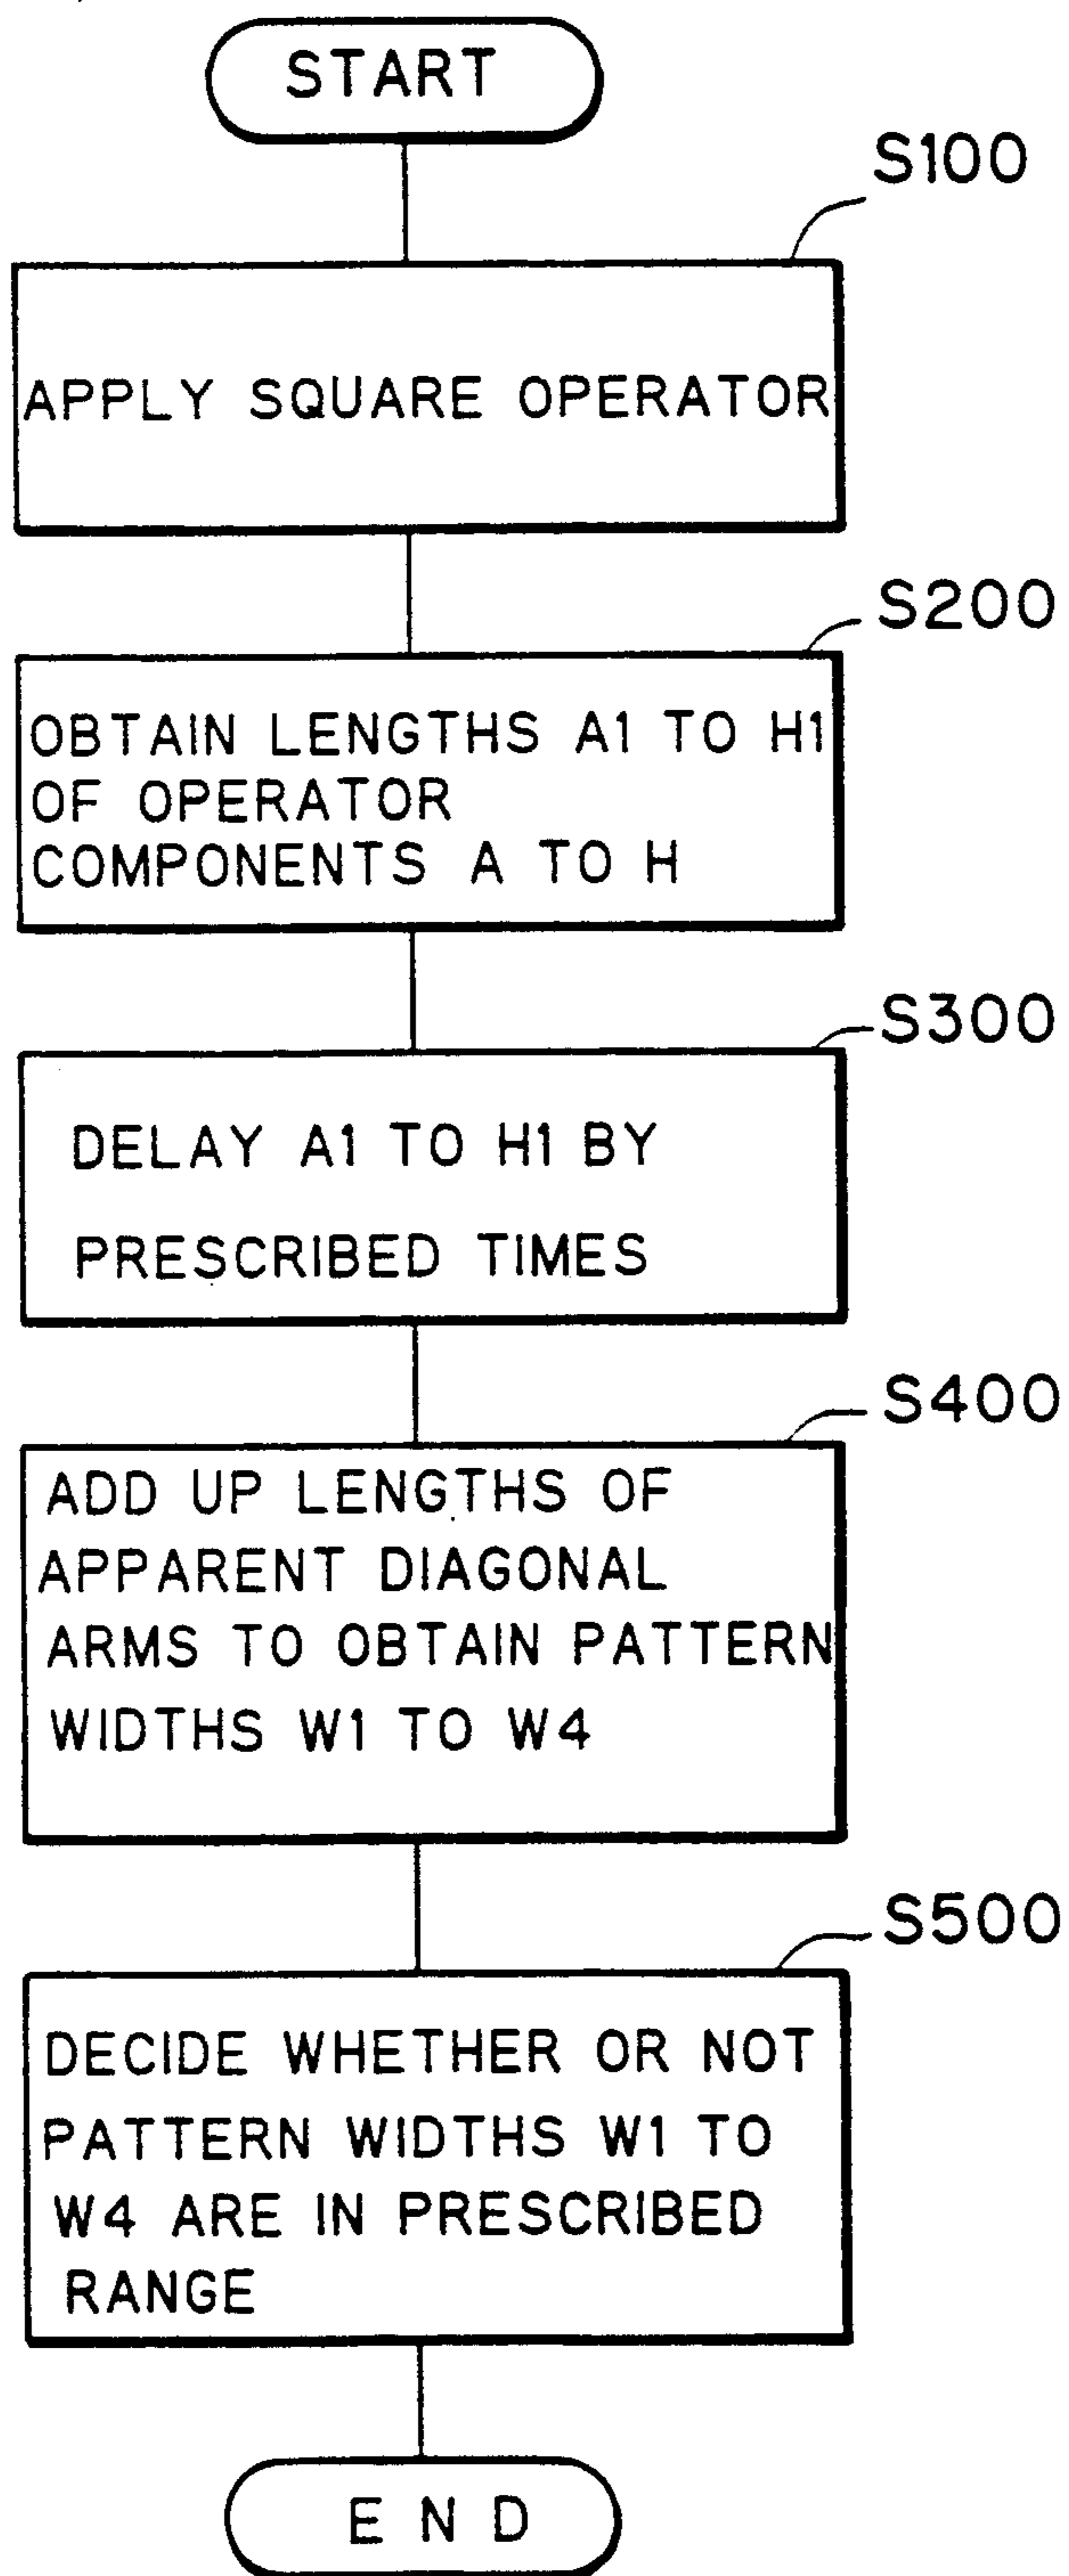 START
S100
APPLY SQUARE OPERATOR
S200
OBTAIN LENGTHS A1 TO H1
OF OPERATOR
COMPONENTS A TO H
S300
DELAY A1 TO H1 BY
PRESCRIBED TIMES
S400
ADD UP LENGTHS OF
APPARENT DIAGONAL
ARMS TO OBTAIN PATTERN
WIDTHS W1 TO W4
S500
DECIDE WHETHER OR NOT
PATTERN WIDTHS W1 TO
W4 ARE IN PRESCRIBED
RANGE
END